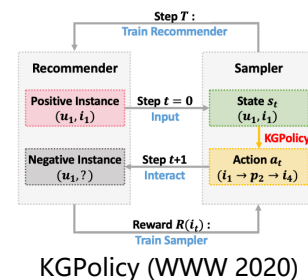 Step T :
Train Recommender
Recommender
Sampler
Positive Instance
(u₁, i₁)
Step t = 0
Input
State sₜ
(u₁, i₁)
KGPolicy
Negative Instance
(u₁, ?)
Step t+1
Interact
Action aₜ
(i₁ → p₂ → i₄)
Reward R(iₜ) :
Train Sampler
KGPolicy (WWW 2020)